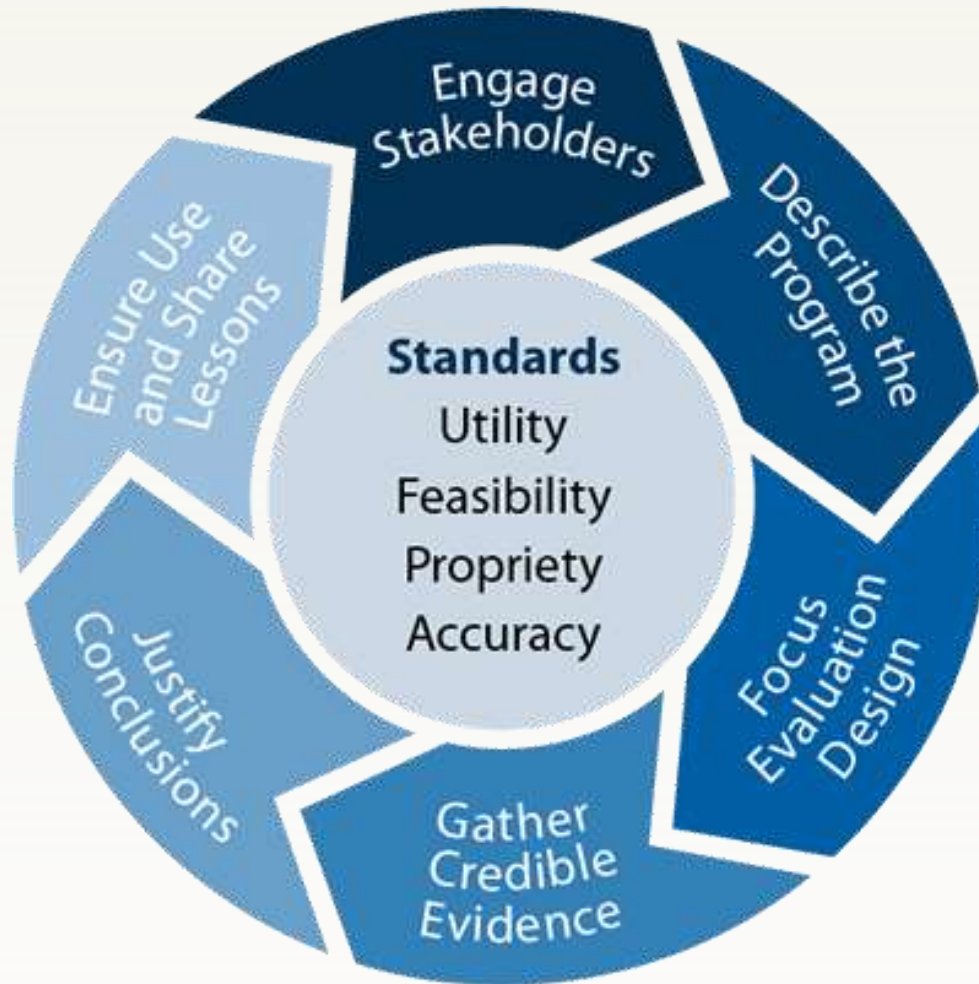 Engage
Stakeholders
Describe the
Program
Focus
Evaluation
Design
Gather
Credible
Evidence
Justify
Conclusions
Ensure Use
and Share
Lessons
Standards
Utility
Feasibility
Propriety
Accuracy